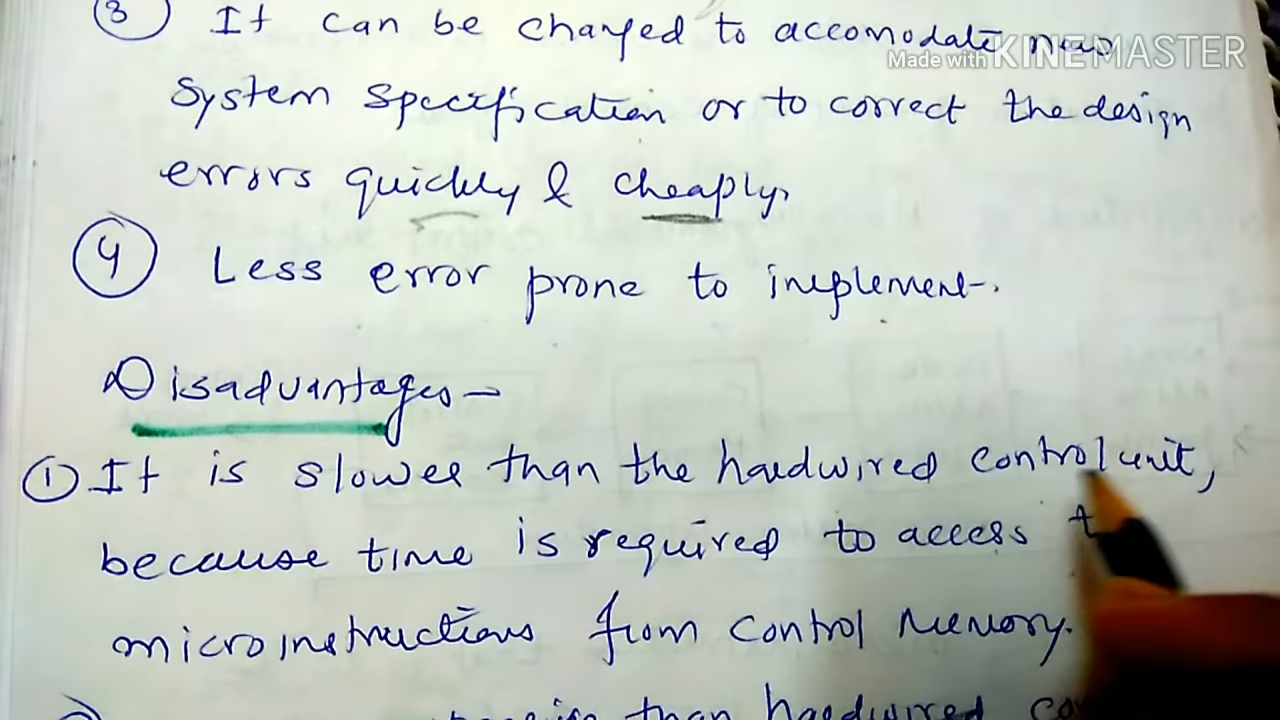 3 It can be changed to accomodate new
Made with KINEMASTER
System specification or to correct the design
errors quickly & cheaply.
4 Less error prone to implement.
Disadvantages –
1 It is slower than the hardwired control unit,
because time is required to access
microinstructions from control memory.
than hardwired